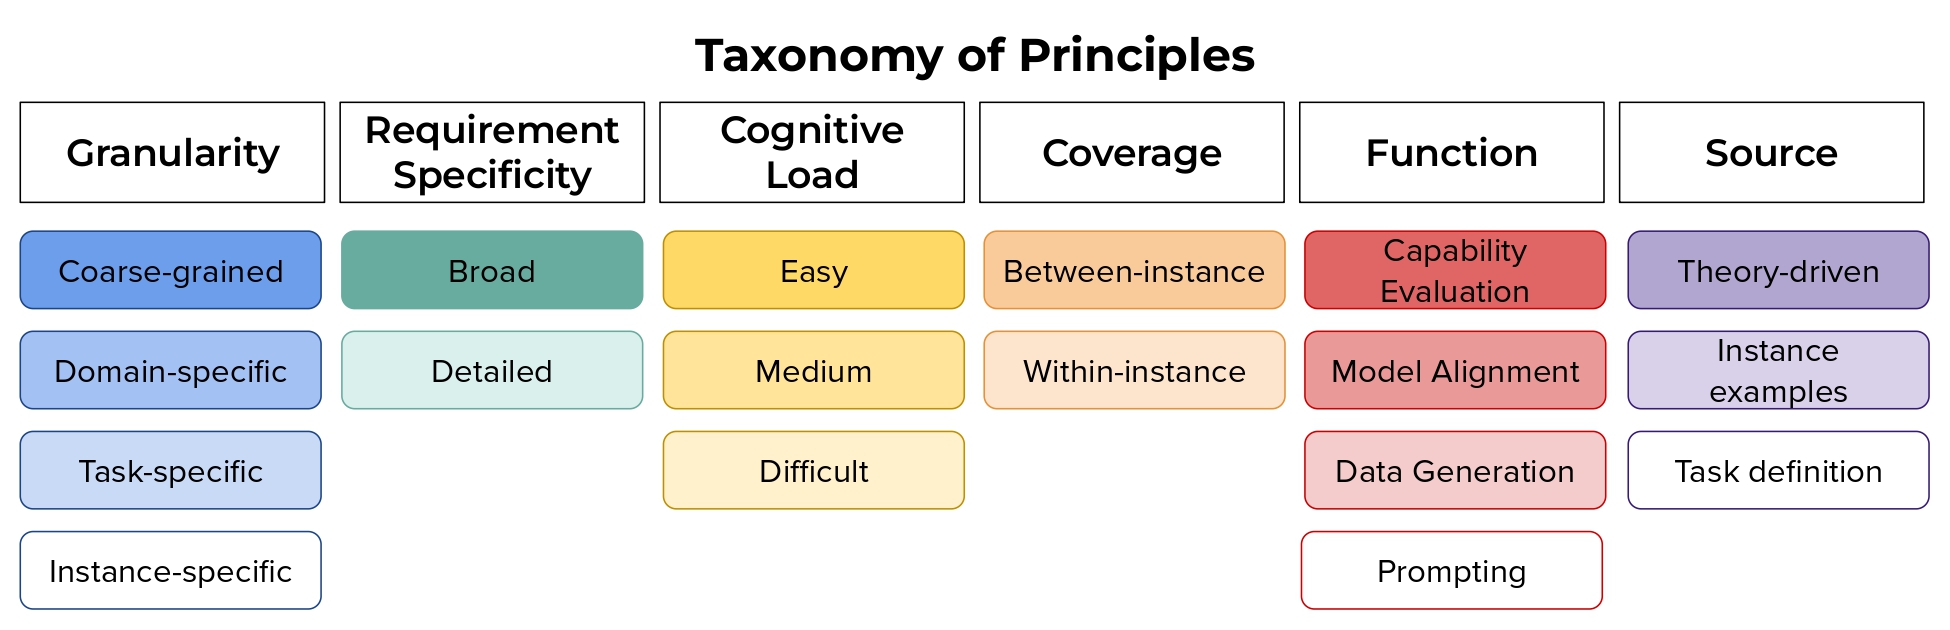 Taxonomy of Principles
Granularity
Requirement
Specificity
Cognitive
Load
Coverage
Function
Source
Coarse-grained
Broad
Easy
Between-instance
Capability
Evaluation
Theory-driven
Domain-specific
Detailed
Medium
Within-instance
Model Alignment
Instance
examples
Task-specific
Difficult
Data Generation
Task definition
Instance-specific
Prompting